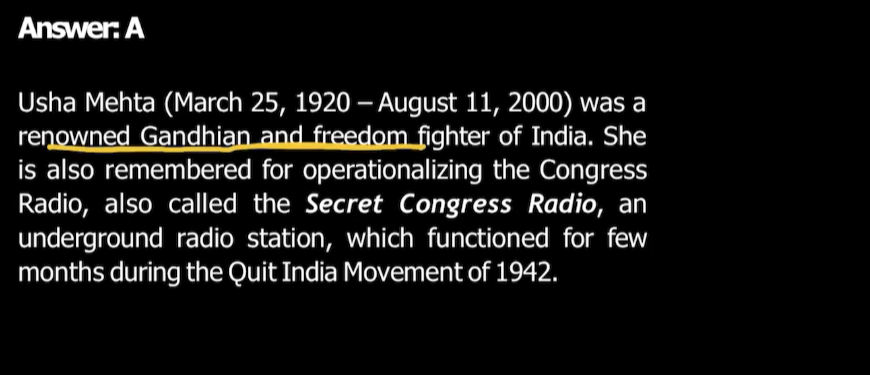 Answer: A
Usha Mehta (March 25, 1920 – August 11, 2000) was a
renowned Gandhian and freedom fighter of India. She
is also remembered for operationalizing the Congress
Radio, also called the Secret Congress Radio, an
underground radio station, which functioned for few
months during the Quit India Movement of 1942.